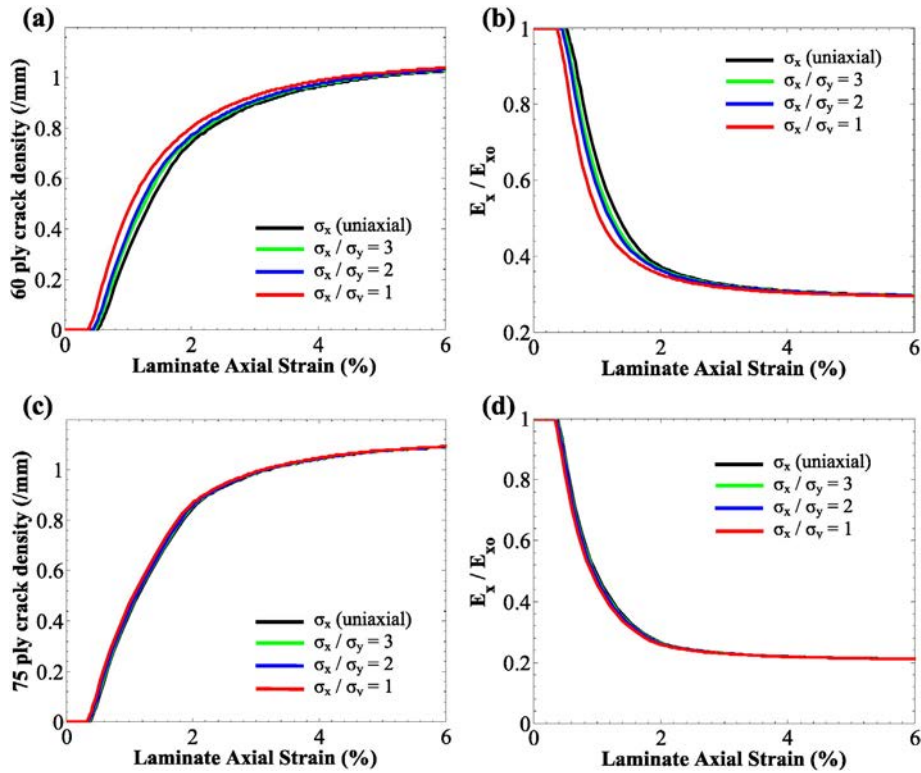 (a)
60 ply crack density (/mm)
1
0.8
0.6
0.4
0.2
0
σx (uniaxial)
σx / σy = 3
σx / σy = 2
σx / σv = 1
0 2 4 6
Laminate Axial Strain (%)
(b)
Ex / Exo
1
0.8
0.6
0.4
0.2
σx (uniaxial)
σx / σy = 3
σx / σy = 2
σx / σv = 1
0 2 4 6
Laminate Axial Strain (%)
(c)
75 ply crack density (/mm)
1
0.8
0.6
0.4
0.2
0
σx (uniaxial)
σx / σy = 3
σx / σy = 2
σx / σv = 1
0 2 4 6
Laminate Axial Strain (%)
(d)
Ex / Exo
1
0.8
0.6
0.4
0.2
0
σx (uniaxial)
σx / σy = 3
σx / σy = 2
σx / σv = 1
0 2 4 6
Laminate Axial Strain (%)